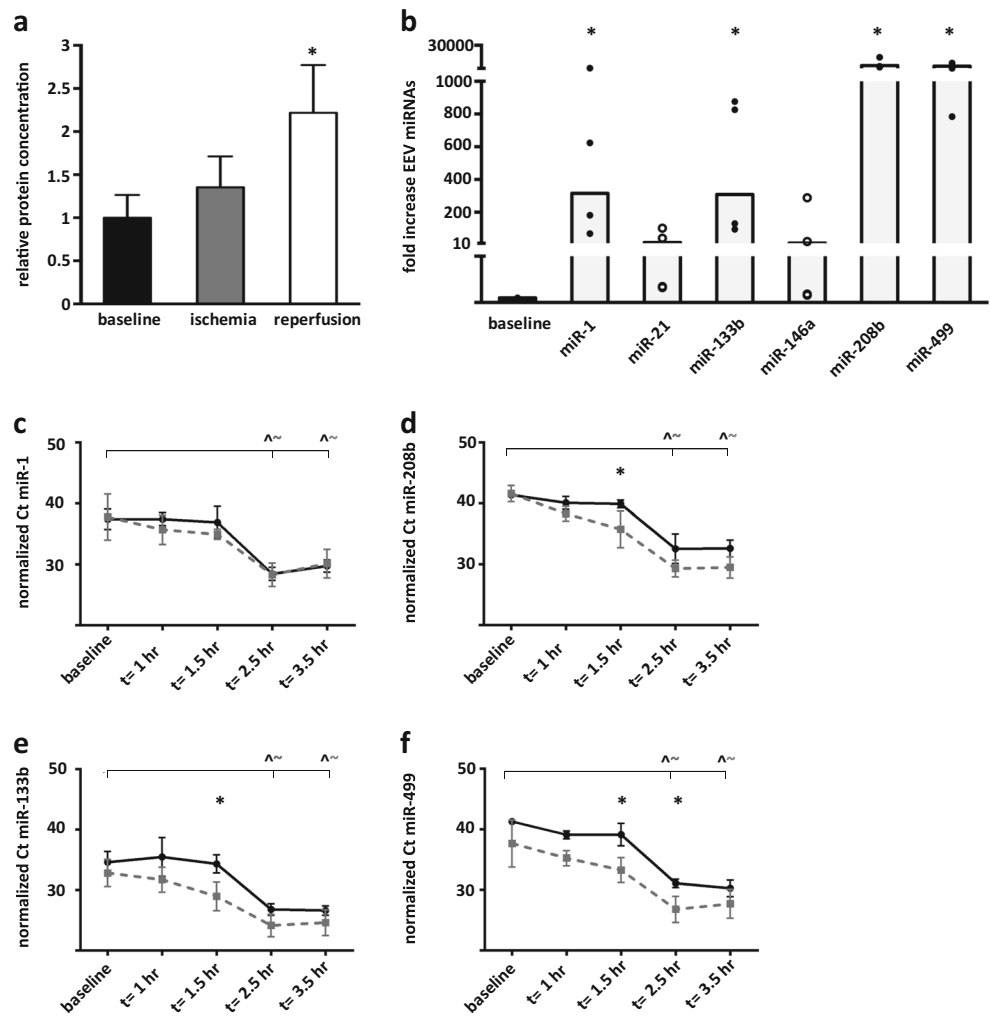 a
relative protein concentration
3
2.5
2
1.5
1
0.5
0
*
baseline
ischemia
reperfusion
b
fold increase EEV miRNAs
30000
1000
800
600
400
200
10
* * * *
baseline
miR-1
miR-21
miR-133b
miR-146a
miR-208b
miR-499
c
normalized Ct miR-1
50
40
30
^~ ^~
baseline
t= 1 hr
t= 1.5 hr
t= 2.5 hr
t= 3.5 hr
d
normalized Ct miR-208b
50
40
30
^~ ^~
*
baseline
t= 1 hr
t= 1.5 hr
t= 2.5 hr
t= 3.5 hr
e
normalized Ct miR-133b
50
40
30
^~ ^~
*
baseline
t= 1 hr
t= 1.5 hr
t= 2.5 hr
t= 3.5 hr
f
normalized Ct miR-499
50
40
30
^~ ^~
* *
baseline
t= 1 hr
t= 1.5 hr
t= 2.5 hr
t= 3.5 hr